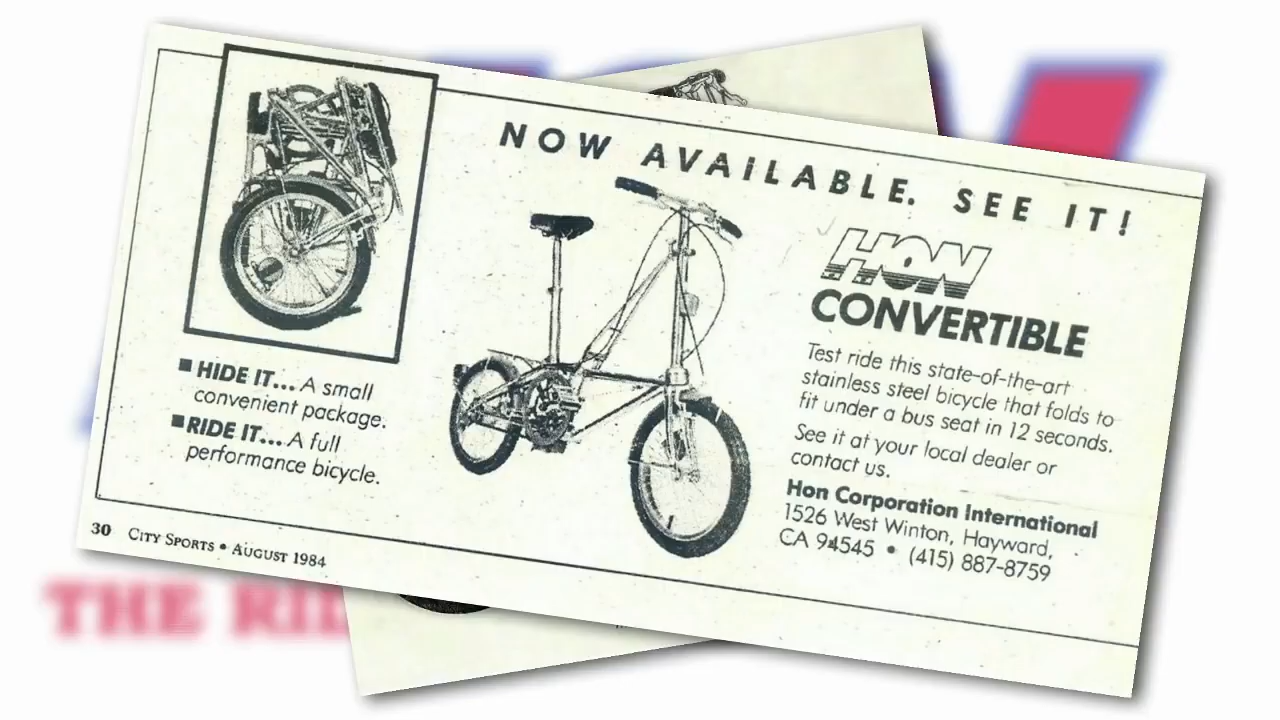 NOW AVAILABLE. SEE IT!
HON
CONVERTIBLE
Test ride this state-of-the-art
stainless steel bicycle that folds to
fit under a bus seat in 12 seconds.
See it at your local dealer or
contact us.
Hon Corporation International
1526 West Winton, Hayward,
CA 94545 • (415) 887-8759
■ HIDE IT... A small
convenient package.
■ RIDE IT... A full
performance bicycle.
30 CITY SPORTS • AUGUST 1984
THE